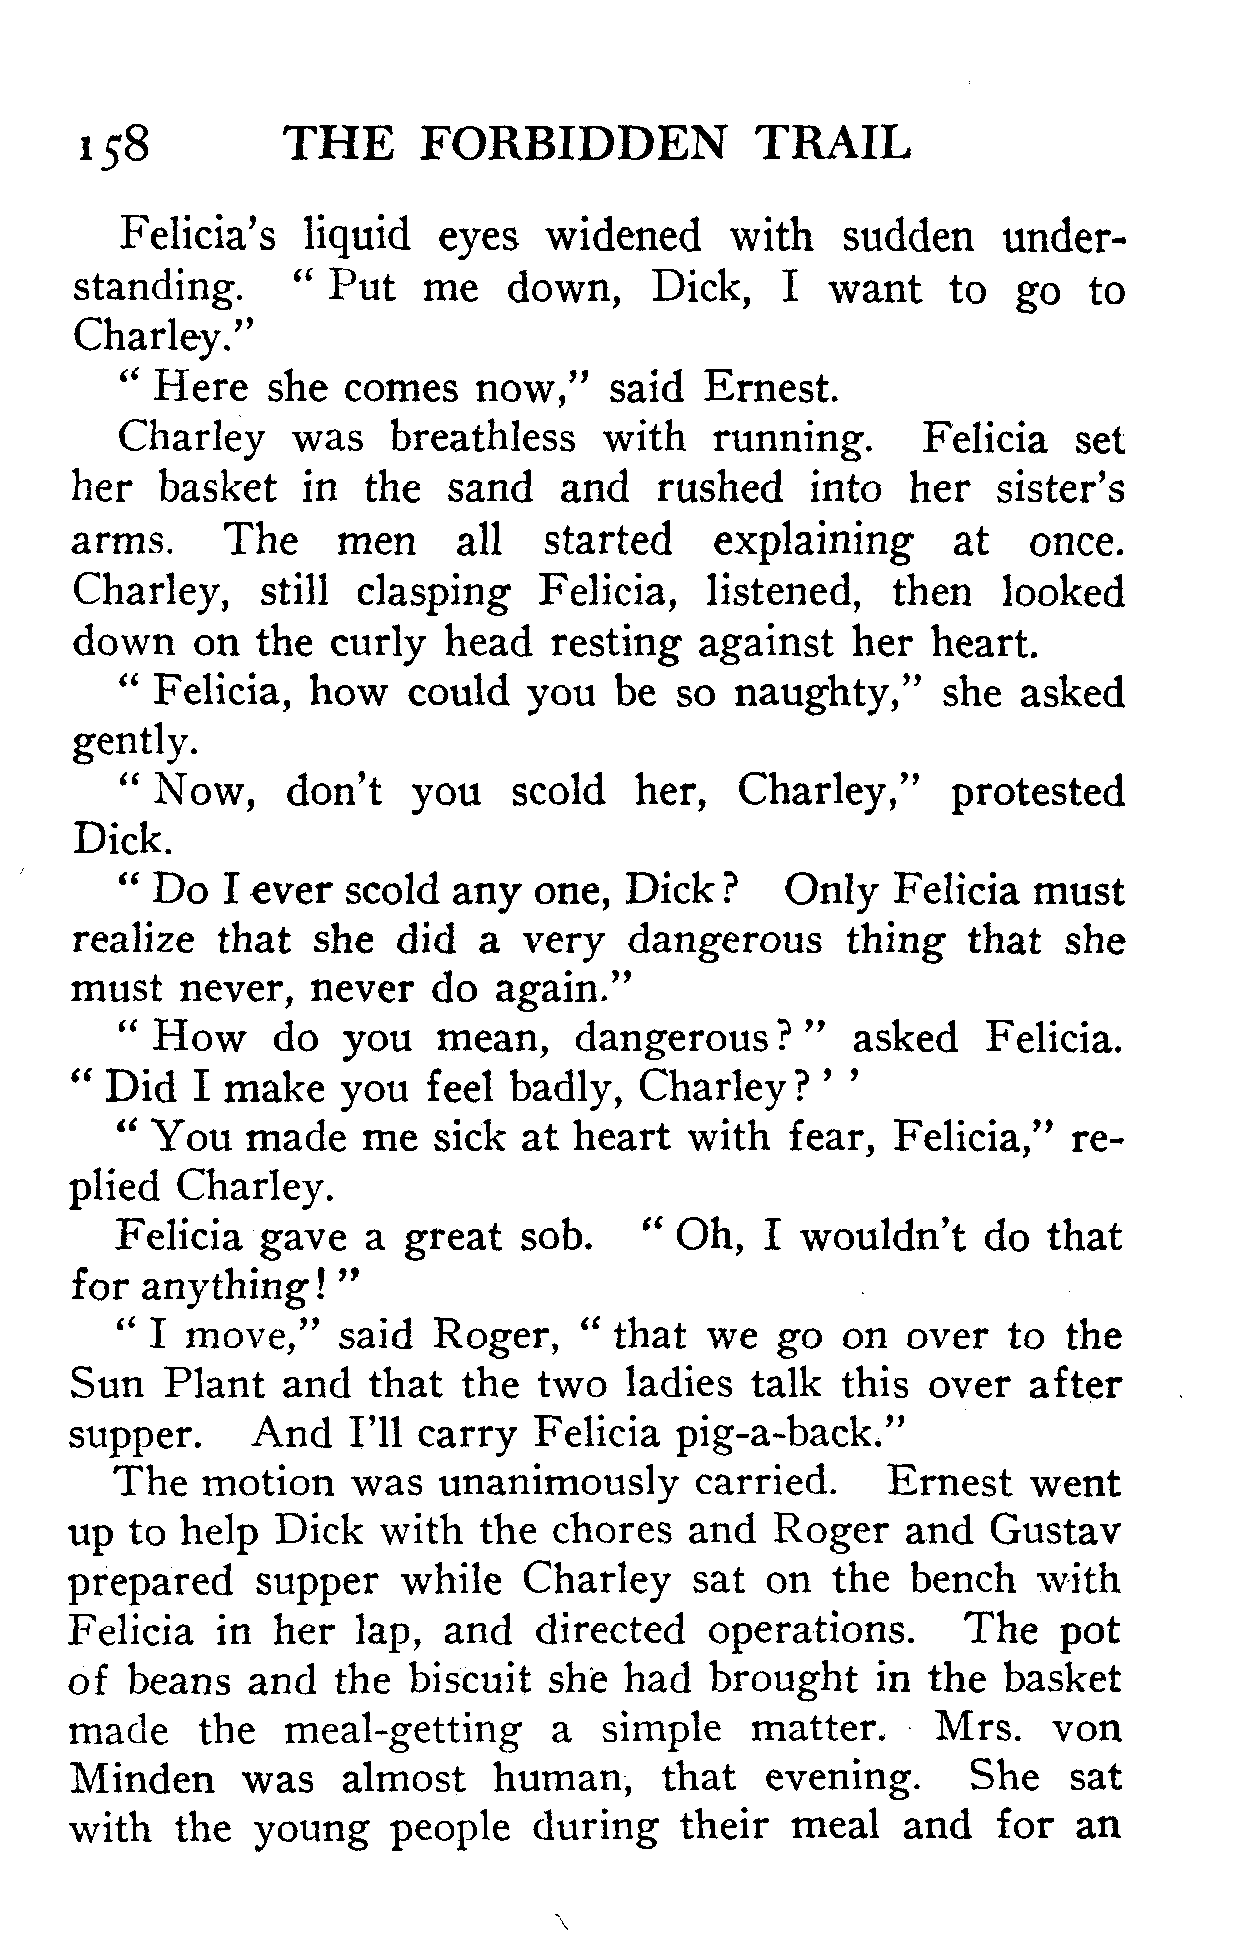 158 THE FORBIDDEN TRAIL
Felicia's liquid eyes widened with sudden under-
standing. “ Put me down, Dick, I want to go to
Charley.”
“ Here she comes now,” said Ernest.
Charley was breathless with running. Felicia set
her basket in the sand and rushed into her sister's
arms. The men all started explaining at once.
Charley, still clasping Felicia, listened, then looked
down on the curly head resting against her heart.
“ Felicia, how could you be so naughty,” she asked
gently.
“ Now, don't you scold her, Charley,” protested
Dick.
“ Do I ever scold any one, Dick? Only Felicia must
realize that she did a very dangerous thing that she
must never, never do again.”
“ How do you mean, dangerous? ” asked Felicia.
“ Did I make you feel badly, Charley? ’ ’
“ You made me sick at heart with fear, Felicia,” re-
plied Charley.
Felicia gave a great sob. “ Oh, I wouldn't do that
for anything! ”
“ I move,” said Roger, “ that we go on over to the
Sun Plant and that the two ladies talk this over after
supper. And I'll carry Felicia pig-a-back.”
The motion was unanimously carried. Ernest went
up to help Dick with the chores and Roger and Gustav
prepared supper while Charley sat on the bench with
Felicia in her lap, and directed operations. The pot
of beans and the biscuit she had brought in the basket
made the meal-getting a simple matter. Mrs. von
Minden was almost human, that evening. She sat
with the young people during their meal and for an